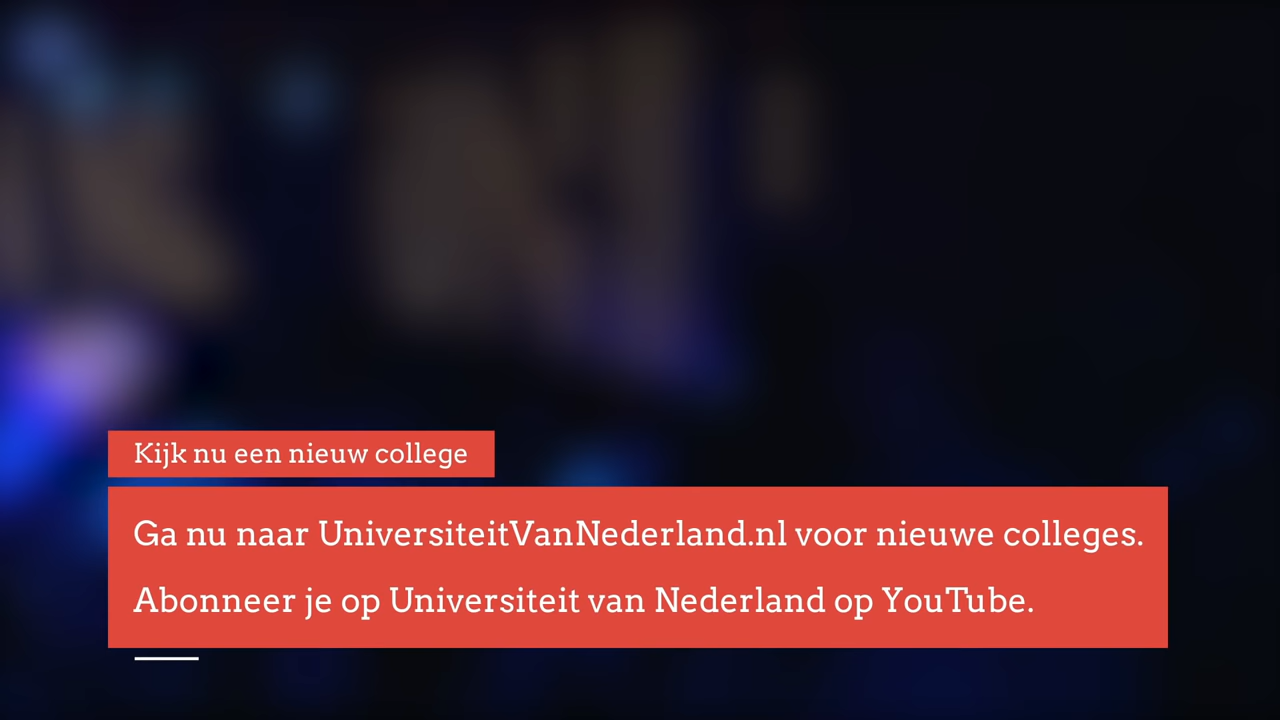 Kijk nu een nieuw college
Ga nu naar UniversiteitVanNederland.nl voor nieuwe colleges.
Abonneer je op Universiteit van Nederland op YouTube.